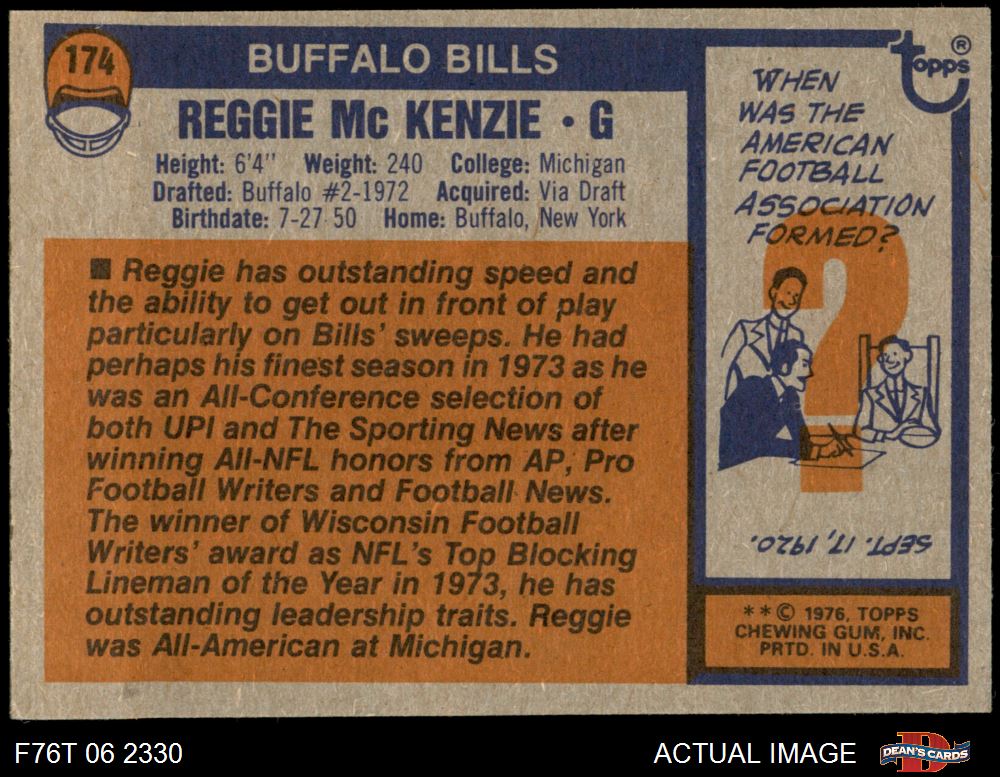 174
BUFFALO BILLS
REGGIE Mc KENZIE • G
Height: 6'4" Weight: 240 College: Michigan
Drafted: Buffalo #2-1972 Acquired: Via Draft
Birthdate: 7-27-50 Home: Buffalo, New York
■ Reggie has outstanding speed and
the ability to get out in front of play
particularly on Bills' sweeps. He had
perhaps his finest season in 1973 as he
was an All-Conference selection of
both UPI and The Sporting News after
winning All-NFL honors from AP, Pro
Football Writers and Football News.
The winner of Wisconsin Football
Writers' award as NFL's Top Blocking
Lineman of the Year in 1973, he has
outstanding leadership traits. Reggie
was All-American at Michigan.
topps®
WHEN
WAS THE
AMERICAN
FOOTBALL
ASSOCIATION
FORMED?
?
SEPT. 17, 1920.
**© 1976, TOPPS
CHEWING GUM, INC.
PRTD. IN U.S.A.
F76T 06 2330
ACTUAL IMAGE
D
DEAN'S CARDS